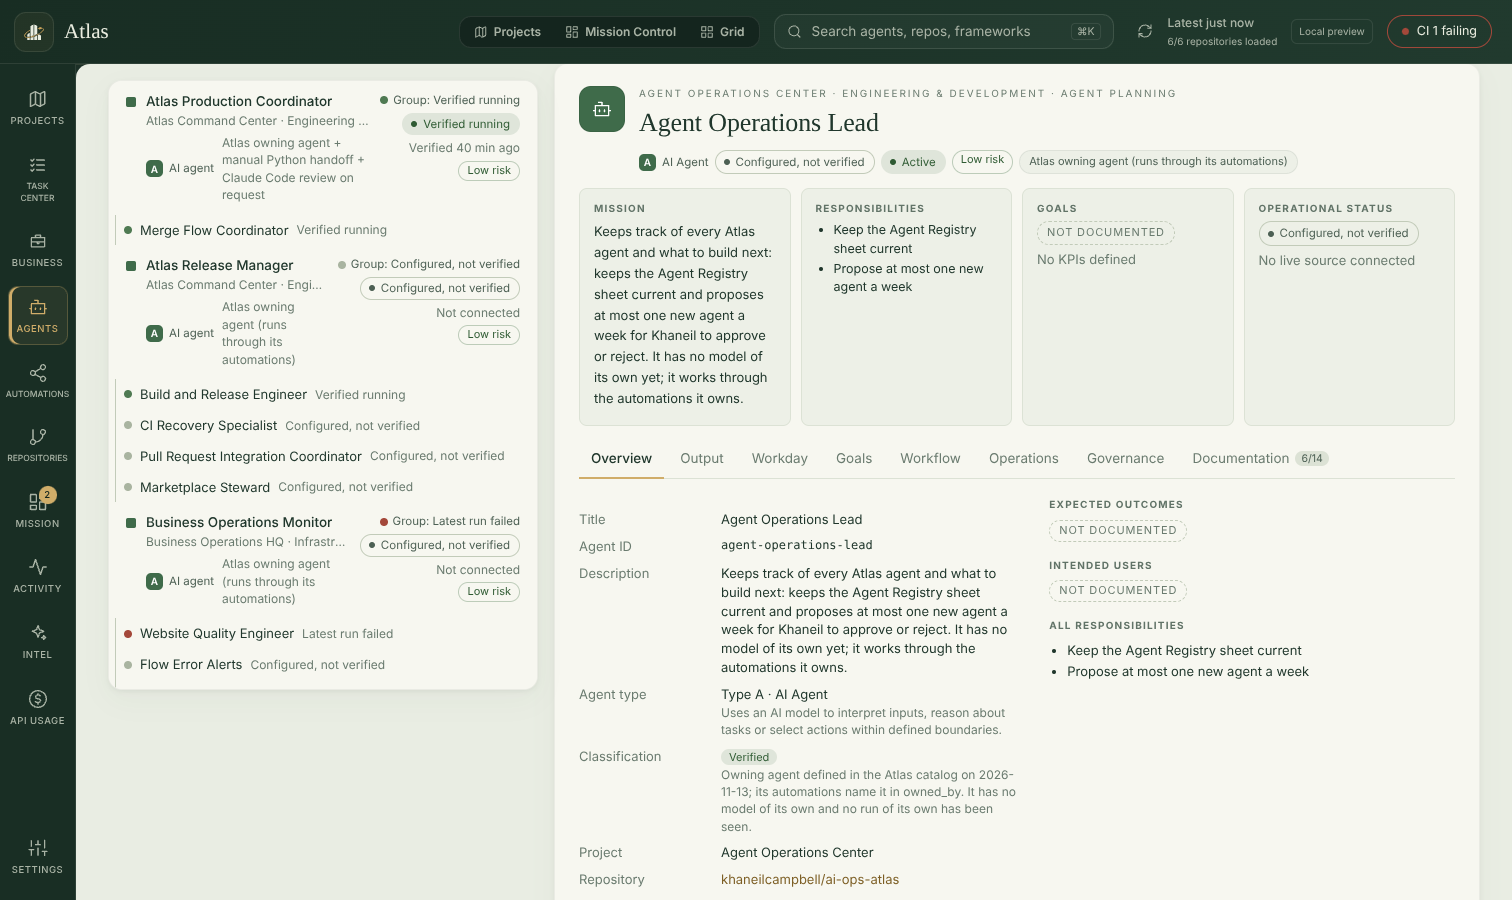 Atlas
Projects
Mission Control
Grid
Search agents, repos, frameworks
⌘K
Latest just now
6/6 repositories loaded
Local preview
CI 1 failing
PROJECTS
TASK
CENTER
BUSINESS
AGENTS
AUTOMATIONS
REPOSITORIES
2
MISSION
ACTIVITY
INTEL
API USAGE
SETTINGS
Atlas Production Coordinator
Group: Verified running
Atlas Command Center · Engineering ...
Verified running
Verified 40 min ago
Low risk
A AI agent
Atlas owning agent +
manual Python handoff +
Claude Code review on
request
Merge Flow Coordinator Verified running
Atlas Release Manager
Group: Configured, not verified
Atlas Command Center · Engi...
Configured, not verified
Not connected
Low risk
A AI agent
Atlas owning
agent (runs
through its
automations)
Build and Release Engineer Verified running
CI Recovery Specialist Configured, not verified
Pull Request Integration Coordinator Configured, not verified
Marketplace Steward Configured, not verified
Business Operations Monitor
Group: Latest run failed
Business Operations HQ · Infrastr...
Configured, not verified
Not connected
Low risk
A AI agent
Atlas owning agent
(runs through its
automations)
Website Quality Engineer Latest run failed
Flow Error Alerts Configured, not verified
AGENT OPERATIONS CENTER · ENGINEERING & DEVELOPMENT · AGENT PLANNING
Agent Operations Lead
A AI Agent
Configured, not verified
Active
Low risk
Atlas owning agent (runs through its automations)
MISSION
Keeps track of every Atlas
agent and what to build next:
keeps the Agent Registry
sheet current and proposes
at most one new agent a
week for Khaneil to approve
or reject. It has no model of
its own yet; it works through
the automations it owns.
RESPONSIBILITIES
• Keep the Agent Registry
sheet current
• Propose at most one new
agent a week
GOALS
NOT DOCUMENTED
No KPIs defined
OPERATIONAL STATUS
Configured, not verified
No live source connected
Overview
Output
Workday
Goals
Workflow
Operations
Governance
Documentation 6/14
Title Agent Operations Lead
Agent ID agent-operations-lead
Description Keeps track of every Atlas agent and what to
build next: keeps the Agent Registry sheet
current and proposes at most one new agent a
week for Khaneil to approve or reject. It has no
model of its own yet; it works through the
automations it owns.
Agent type Type A · AI Agent
Uses an AI model to interpret inputs, reason about
tasks or select actions within defined boundaries.
Classification Verified
Owning agent defined in the Atlas catalog on 2026-
11-13; its automations name it in owned_by. It has no
model of its own and no run of its own has been
seen.
Project Agent Operations Center
Repository khaneilcampbell/ai-ops-atlas
EXPECTED OUTCOMES
NOT DOCUMENTED
INTENDED USERS
NOT DOCUMENTED
ALL RESPONSIBILITIES
• Keep the Agent Registry sheet current
• Propose at most one new agent a week